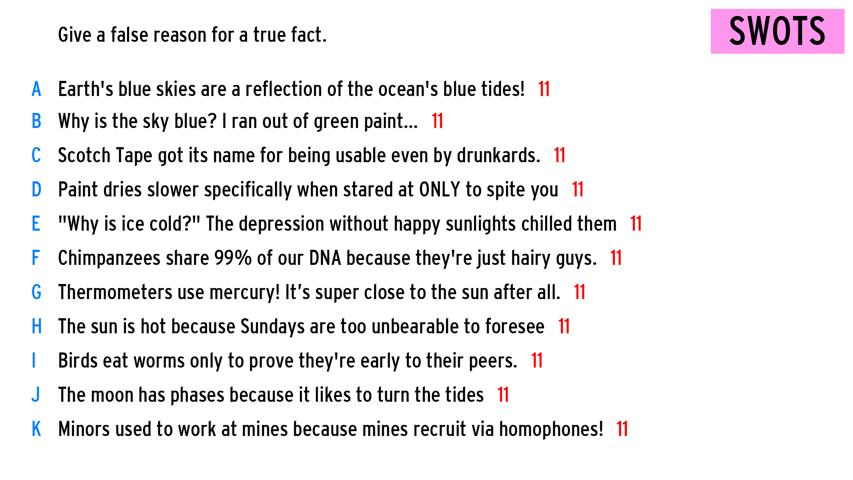 Give a false reason for a true fact.
SWOTS
A Earth's blue skies are a reflection of the ocean's blue tides! 11
B Why is the sky blue? I ran out of green paint... 11
C Scotch Tape got its name for being usable even by drunkards. 11
D Paint dries slower specifically when stared at ONLY to spite you 11
E "Why is ice cold?" The depression without happy sunlights chilled them 11
F Chimpanzees share 99% of our DNA because they're just hairy guys. 11
G Thermometers use mercury! It’s super close to the sun after all. 11
H The sun is hot because Sundays are too unbearable to foresee 11
I Birds eat worms only to prove they're early to their peers. 11
J The moon has phases because it likes to turn the tides 11
K Minors used to work at mines because mines recruit via homophones! 11